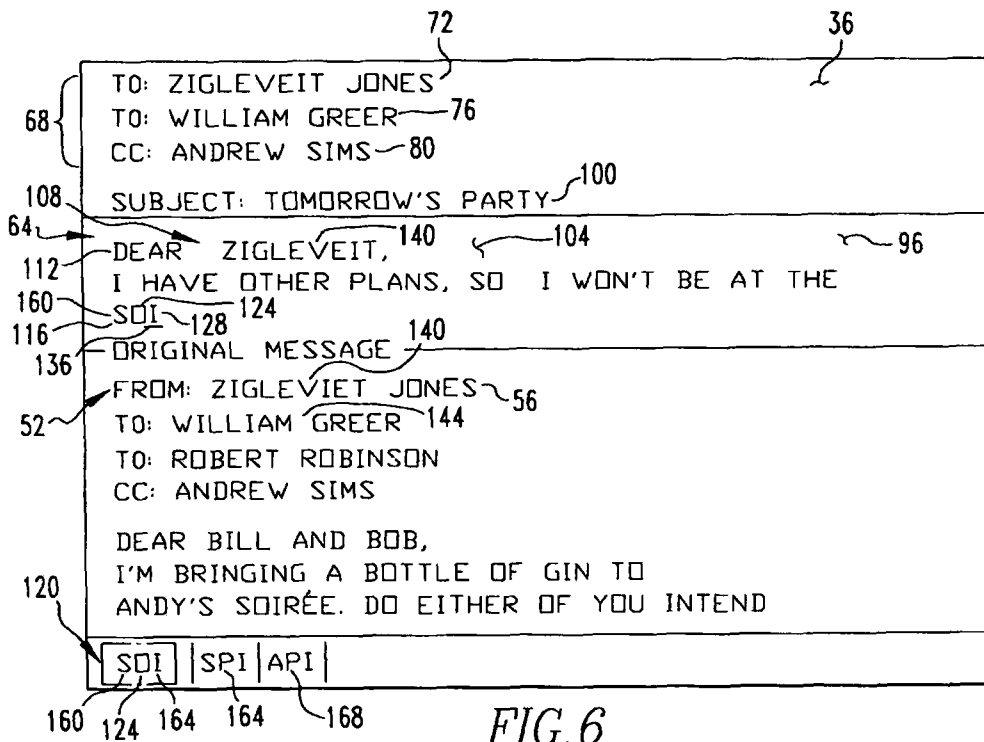 72 36
TO: ZIGLEVEIT JONES
68 TO: WILLIAM GREER 76
CC: ANDREW SIMS 80
SUBJECT: TOMORROW'S PARTY 100
108
64 DEAR ZIGLEVEIT, 140 104 96
112 I HAVE OTHER PLANS, SO I WON'T BE AT THE
160 SOI 124
116 128
136 ORIGINAL MESSAGE 140
52 FROM: ZIGLEVIET JONES 56
TO: WILLIAM GREER 144
TO: ROBERT ROBINSON
CC: ANDREW SIMS
DEAR BILL AND BOB,
I'M BRINGING A BOTTLE OF GIN TO
120 ANDY'S SOIRÉE. DO EITHER OF YOU INTEND
SOI SPI API
160 124 164 164 168
FIG.6